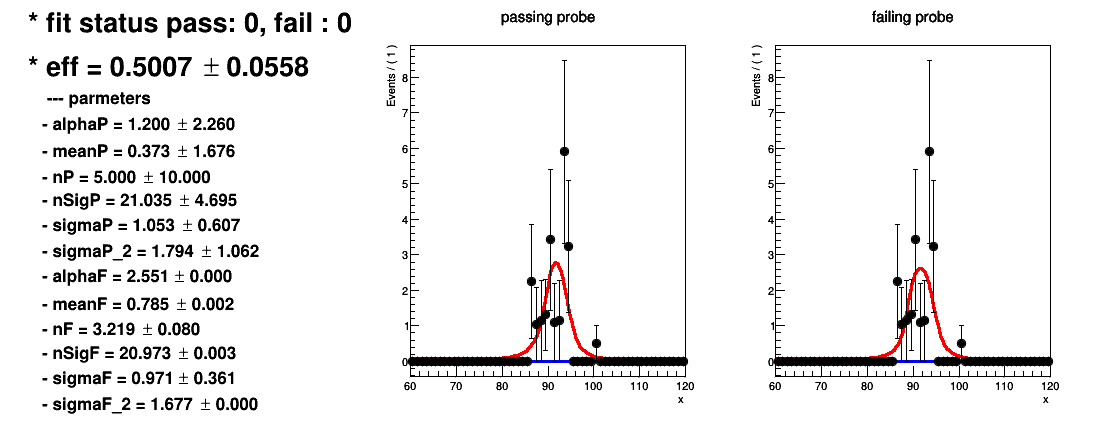 * fit status pass: 0, fail : 0
* eff = 0.5007 ± 0.0558
--- parmeters
- alphaP = 1.200 ± 2.260
- meanP = 0.373 ± 1.676
- nP = 5.000 ± 10.000
- nSigP = 21.035 ± 4.695
- sigmaP = 1.053 ± 0.607
- sigmaP_2 = 1.794 ± 1.062
- alphaF = 2.551 ± 0.000
- meanF = 0.785 ± 0.002
- nF = 3.219 ± 0.080
- nSigF = 20.973 ± 0.003
- sigmaF = 0.971 ± 0.361
- sigmaF_2 = 1.677 ± 0.000
passing probe
Events / ( 1 )
8
7
6
5
4
3
2
1
0
60 70 80 90 100 110 120
x
failing probe
Events / ( 1 )
8
7
6
5
4
3
2
1
0
60 70 80 90 100 110 120
x